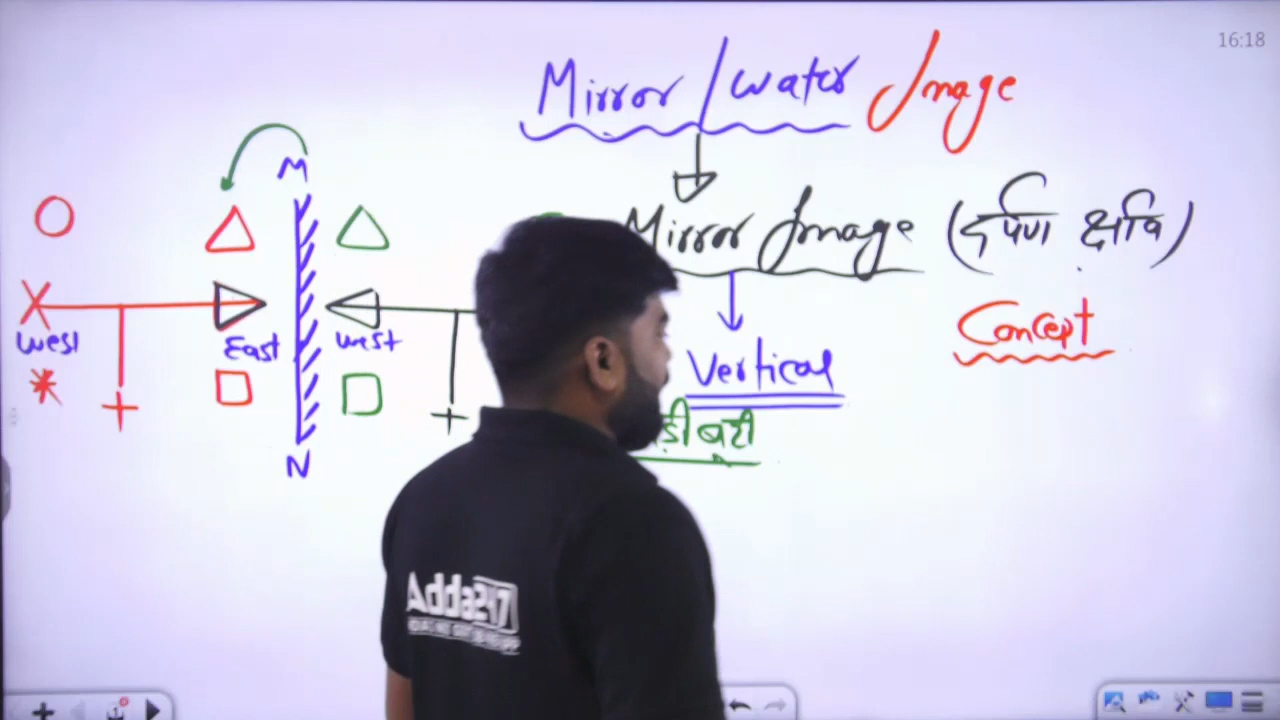 16:18
Mirror/water Image
Mirror Image (दर्पण छवि)
Vertical
Concept
M
West
East
West
N
Adda247